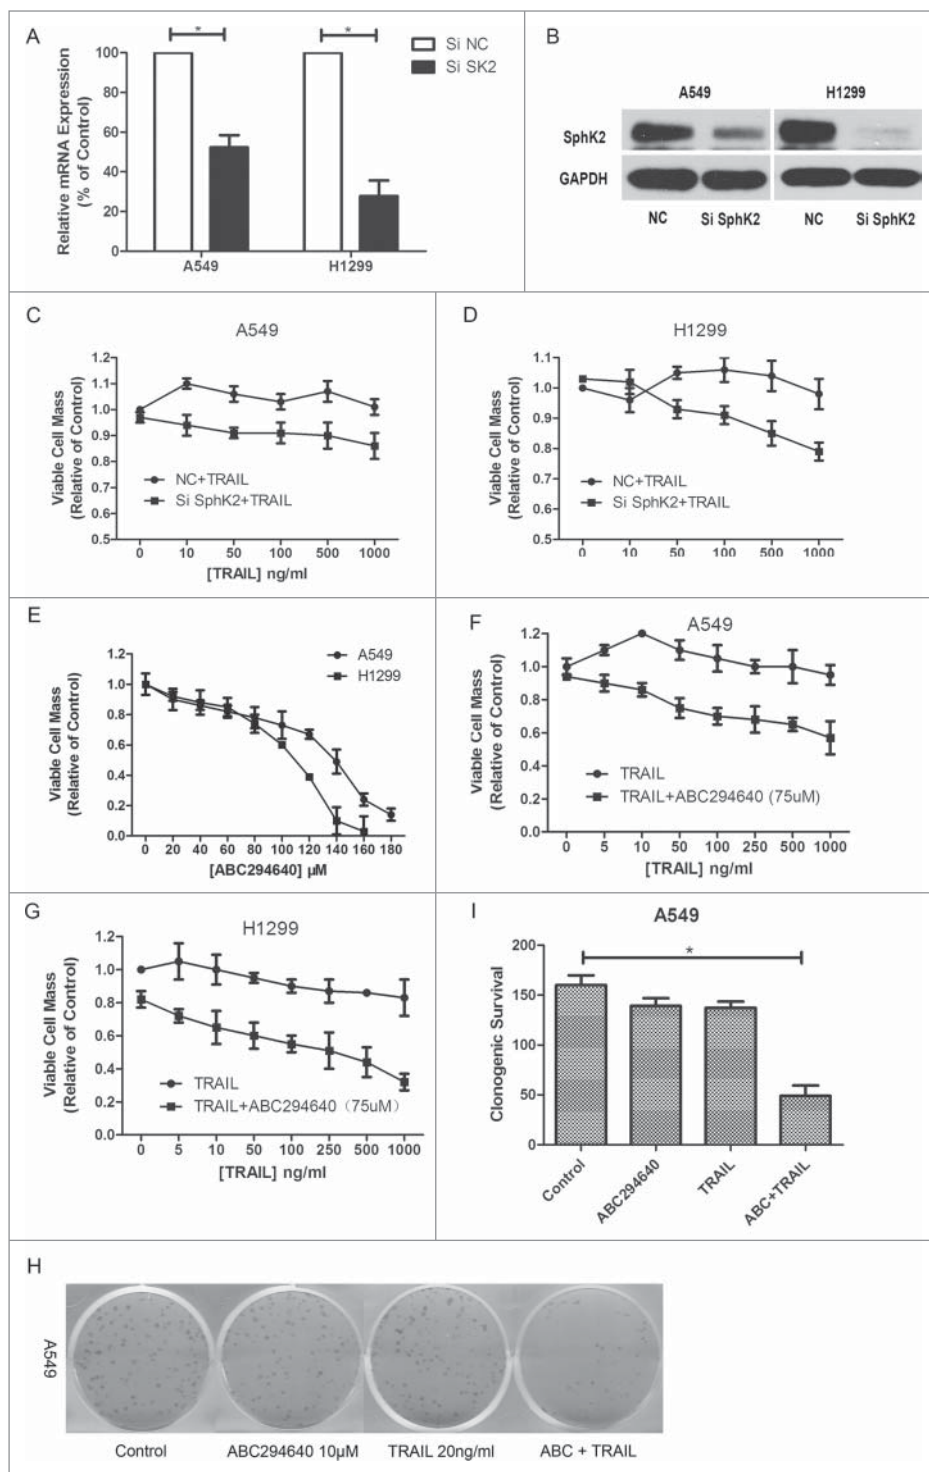 A
*
*
Si NC
Si SK2
Relative mRNA Expression
(% of Control)
100
80
60
40
20
0
A549
H1299
B
A549
H1299
SphK2
GAPDH
NC
Si SphK2
NC
Si SphK2
C
A549
Viable Cell Mass
(Relative of Control)
1.2
1.1
1.0
0.9
0.8
0.7
0.6
0.5
NC+TRAIL
Si SphK2+TRAIL
0 10 50 100 500 1000
[TRAIL] ng/ml
D
H1299
Viable Cell Mass
(Relative of Control)
1.1
1.0
0.9
0.8
0.7
0.6
0.5
NC+TRAIL
Si SphK2+TRAIL
0 10 50 100 500 1000
E
A549
H1299
Viable Cell Mass
(Relative of Control)
1.2
1.0
0.8
0.6
0.4
0.2
0.0
0 20 40 60 80 100 120 140 160 180
[ABC294640] µM
F
A549
Viable Cell Mass
(Relative of Control)
1.2
1.0
0.8
0.6
0.4
0.2
0.0
TRAIL
TRAIL+ABC294640 (75uM)
0 5 10 50 100 250 500 1000
[TRAIL] ng/ml
G
H1299
Viable Cell Mass
(Relative of Control)
1.2
1.0
0.8
0.6
0.4
0.2
0.0
TRAIL
TRAIL+ABC294640（75uM）
0 5 10 50 100 250 500 1000
[TRAIL] ng/ml
I
A549
*
Clonogenic Survival
200
150
100
50
0
Control
ABC294640
TRAIL
ABC+TRAIL
H
A549
Control
ABC294640 10µM
TRAIL 20ng/ml
ABC + TRAIL